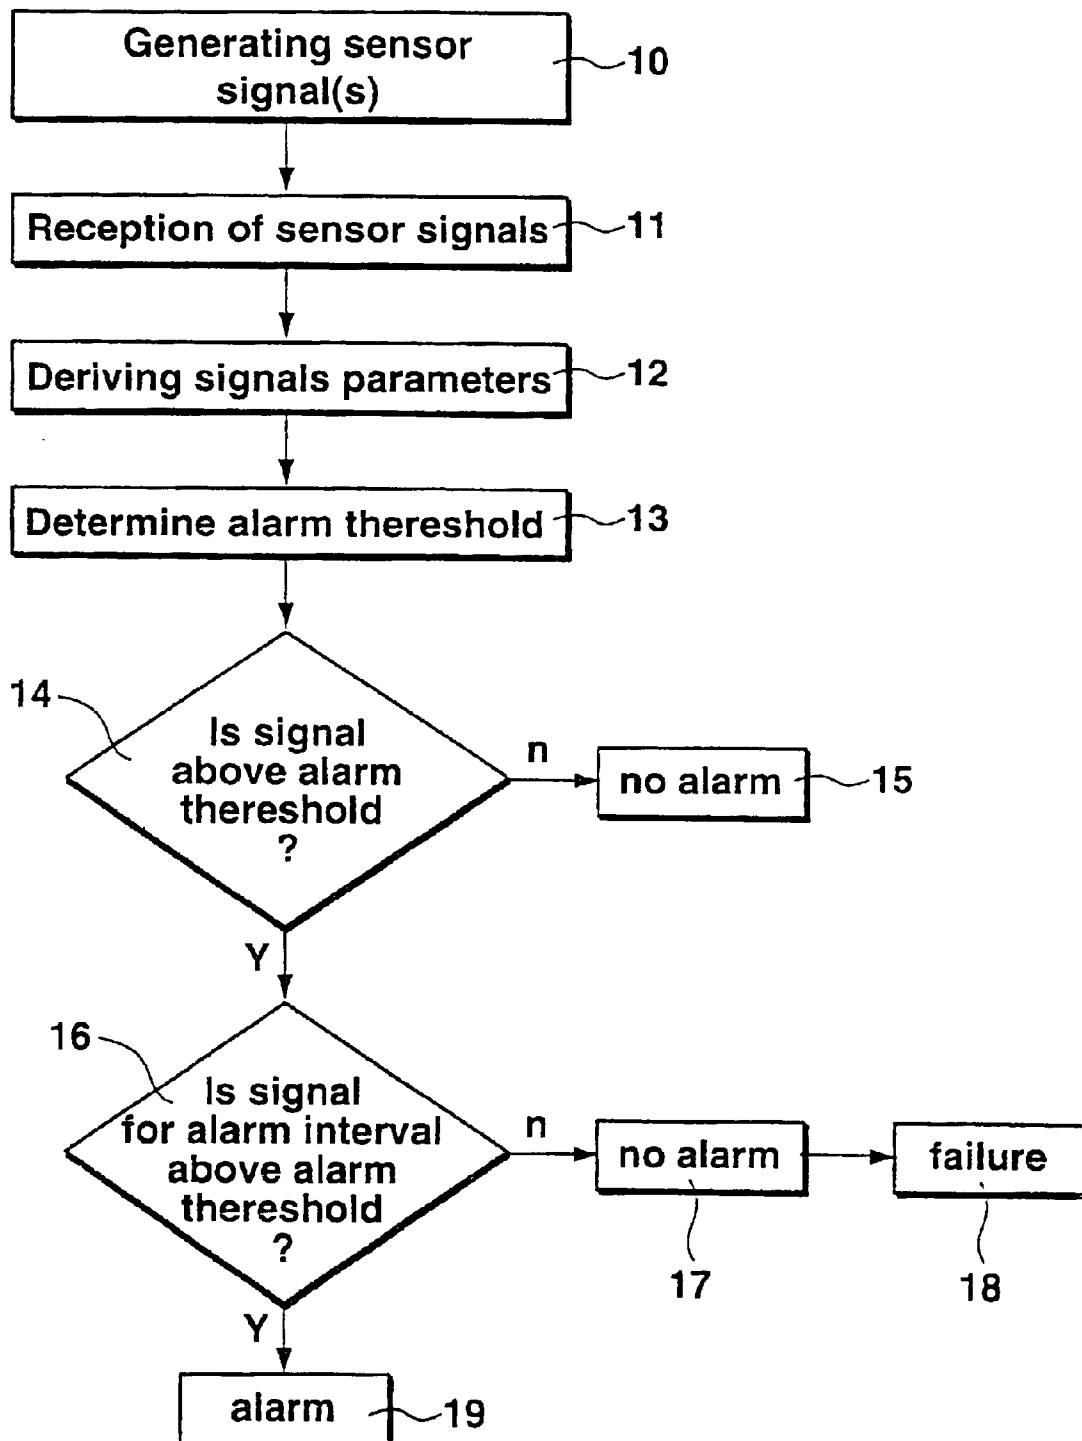 Generating sensor
signal(s)
10
Reception of sensor signals
11
Deriving signals parameters
12
Determine alarm thereshold
13
14
Is signal
above alarm
thereshold
?
n
no alarm
15
Y
16
Is signal
for alarm interval
above alarm
thereshold
?
n
no alarm
failure
17
18
Y
alarm
19